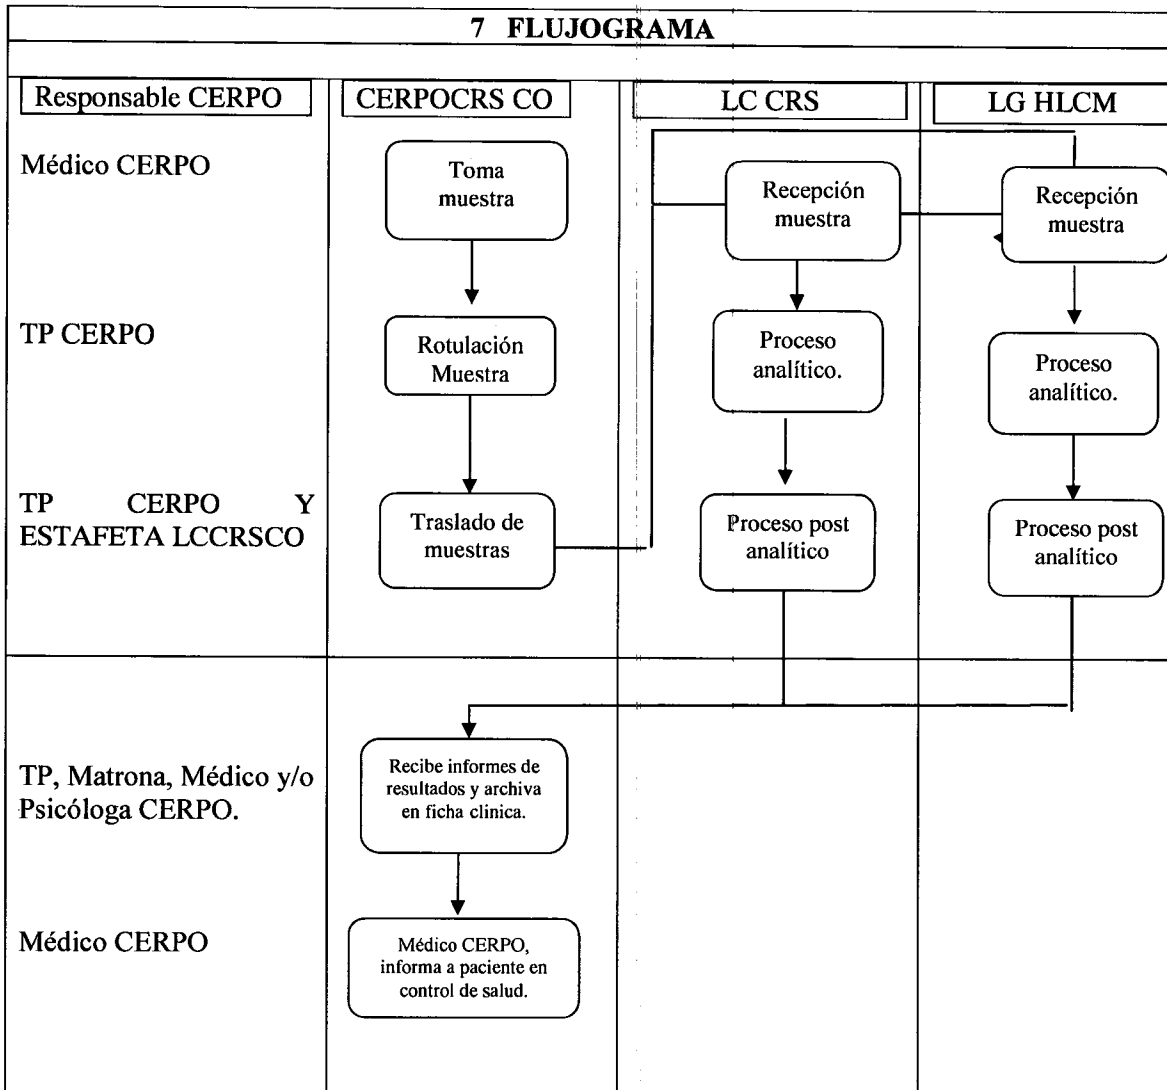 7 FLUJOGRAMA
Responsable CERPO
CERPOCRS CO
LC CRS
LG HLCM
Médico CERPO
Toma
muestra
Recepción
muestra
Recepción
muestra
TP CERPO
Rotulación
Muestra
Proceso
analítico.
Proceso
analítico.
TP CERPO Y
ESTAFETA LCCRSCO
Traslado de
muestras
Proceso post
analítico
Proceso post
analítico
TP, Matrona, Médico y/o
Psicóloga CERPO.
Recibe informes de
resultados y archiva
en ficha clinica.
Médico CERPO
Médico CERPO,
informa a paciente en
control de salud.